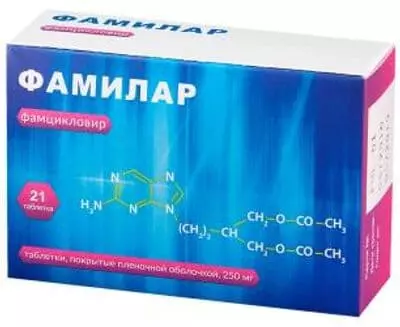 ФАМИЛАР
фамцикловир
21
таблетка
N
N
N
N
H₂N
(CH₂)₂
CH₂-O-CO-CH₃
CH₂-O-CO-CH₃
таблетки, покрытые пленочной оболочкой, 250 мг